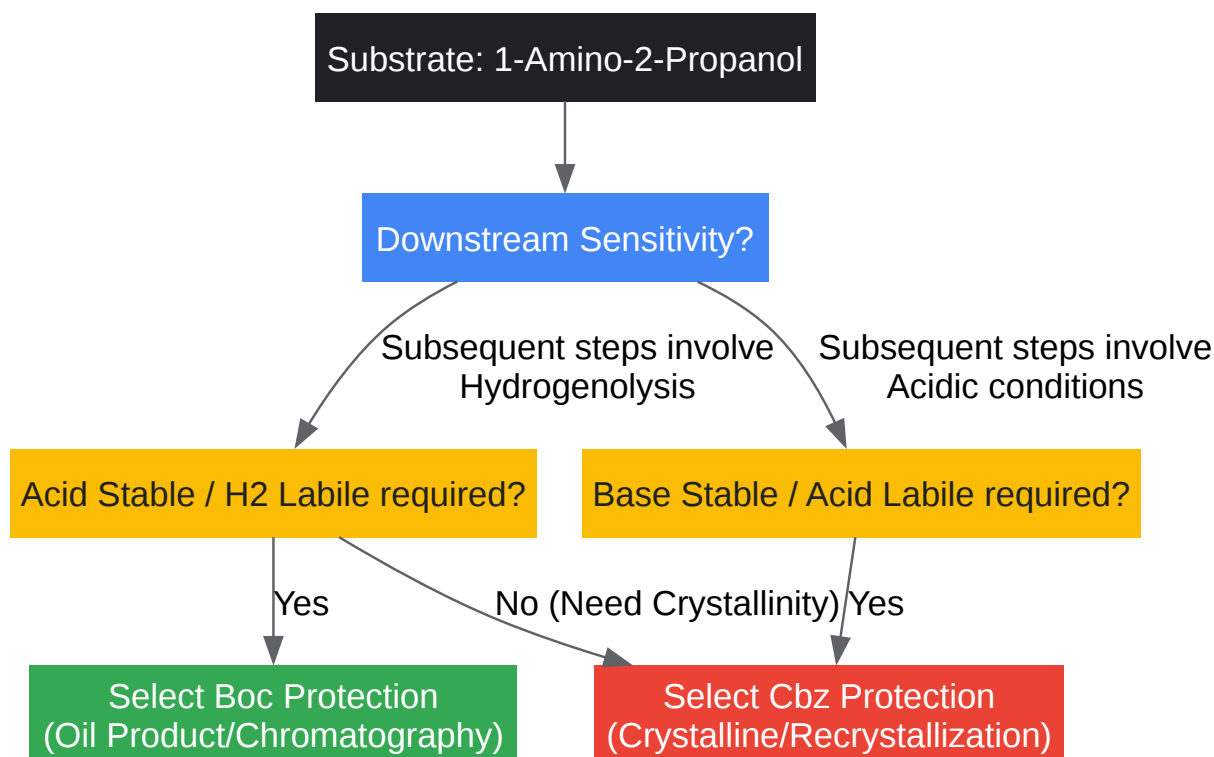 Substrate: 1-Amino-2-Propanol
Downstream Sensitivity?
Subsequent steps involve
Hydrogenolysis
Subsequent steps involve
Acidic conditions
Acid Stable / H2 Labile required?
Base Stable / Acid Labile required?
Yes
No (Need Crystallinity)
Yes
Select Boc Protection
(Oil Product/Chromatography)
Select Cbz Protection
(Crystalline/Recrystallization)